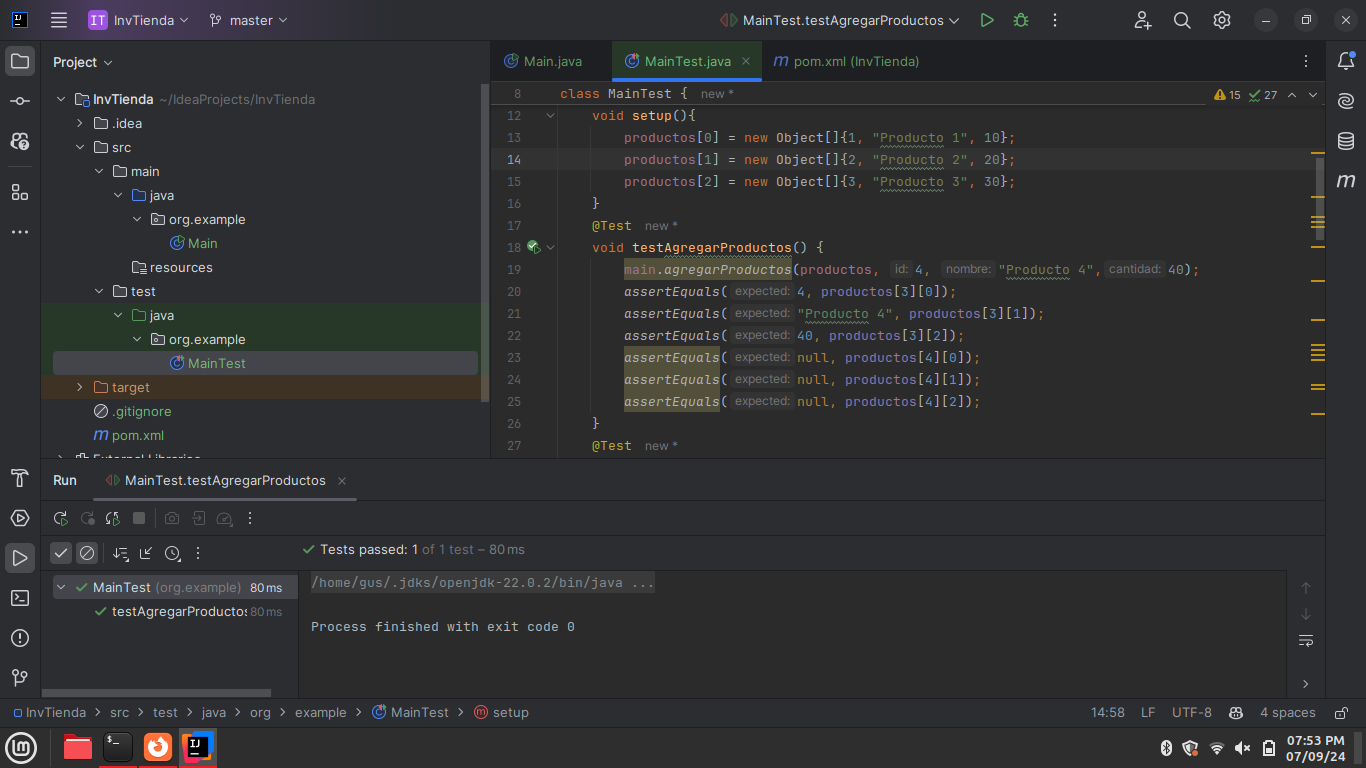 IT InvTienda master MainTest.testAgregarProductos
Project
InvTienda ~/IdeaProjects/InvTienda
.idea
src
main
java
org.example
Main
resources
test
java
org.example
MainTest
target
.gitignore
m pom.xml
External Libraries
Main.java MainTest.java m pom.xml (InvTienda)
8 class MainTest { new *
15 27
12 void setup(){
13 productos[0] = new Object[]{1, "Producto 1", 10};
14 productos[1] = new Object[]{2, "Producto 2", 20};
15 productos[2] = new Object[]{3, "Producto 3", 30};
16 }
17 @Test new *
18 void testAgregarProductos() {
19 main.agregarProductos(productos, id: 4, nombre: "Producto 4", cantidad: 40);
20 assertEquals( expected: 4, productos[3][0]);
21 assertEquals( expected: "Producto 4", productos[3][1]);
22 assertEquals( expected: 40, productos[3][2]);
23 assertEquals( expected: null, productos[4][0]);
24 assertEquals( expected: null, productos[4][1]);
25 assertEquals( expected: null, productos[4][2]);
26 }
27 @Test new *
m
Run MainTest.testAgregarProductos
Tests passed: 1 of 1 test – 80 ms
MainTest (org.example) 80 ms
testAgregarProductos 80 ms
/home/gus/.jdks/openjdk-22.0.2/bin/java ...
Process finished with exit code 0
InvTienda > src > test > java > org > example > MainTest > m setup
14:58 LF UTF-8 4 spaces
07:53 PM
07/09/24